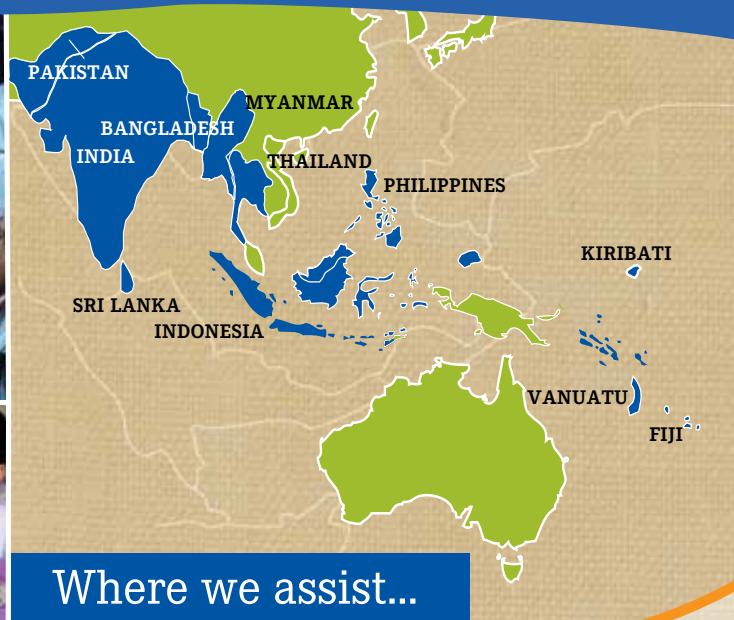 PAKISTAN
MYANMAR
BANGLADESH
INDIA
THAILAND
PHILIPPINES
KIRIBATI
SRI LANKA
INDONESIA
VANUATU
FIJI
Where we assist...